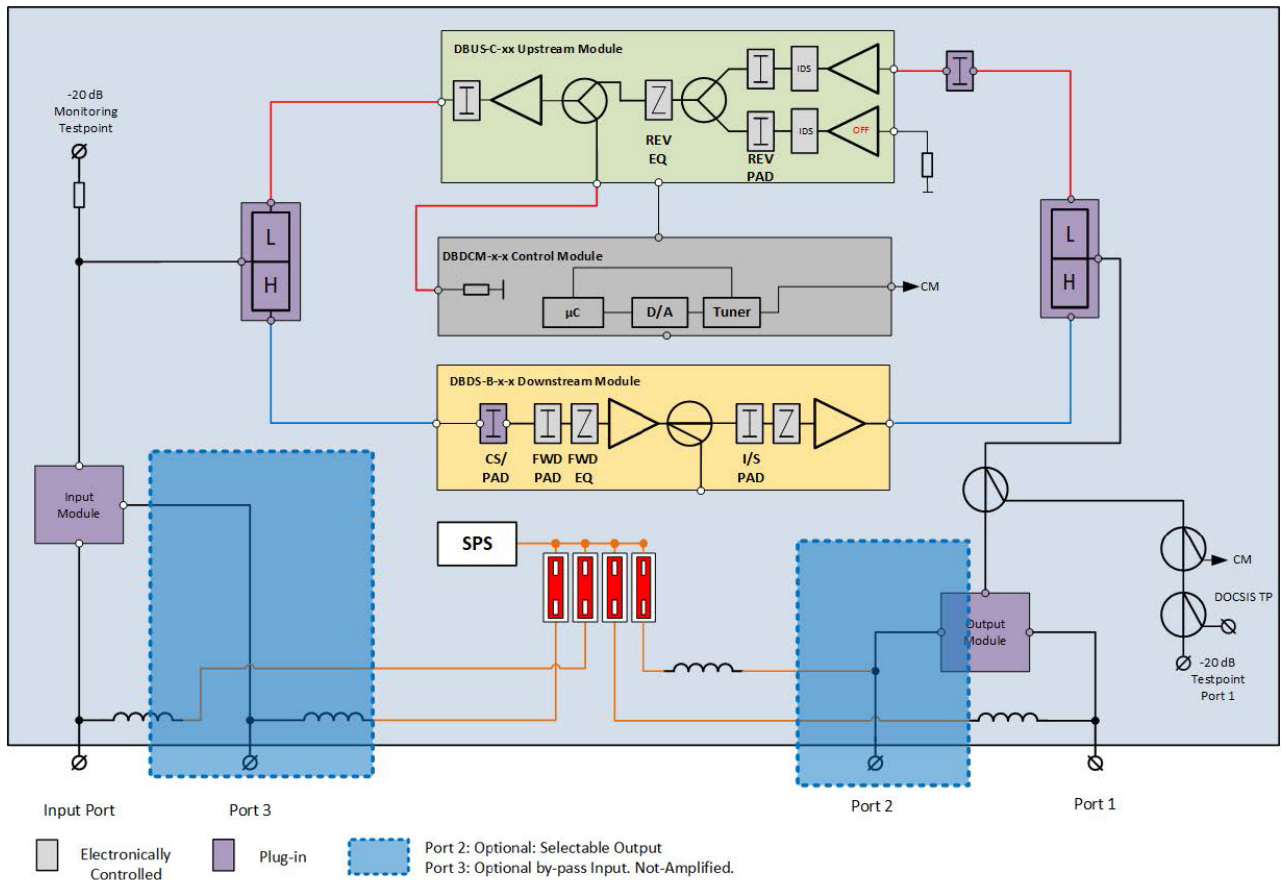 DBUS-C-xx Upstream Module
-20 dB
Monitoring
Testpoint
IDS
IDS
OFF
REV
EQ
REV
PAD
L
H
L
H
DBDCM-x-x Control Module
µC
D/A
Tuner
CM
DBDS-B-x-x Downstream Module
CS/
PAD
FWD
PAD
FWD
EQ
I/S
PAD
Input
Module
SPS
CM
DOCSIS TP
Output
Module
-20 dB
Testpoint
Port 1
Input Port
Port 3
Port 2
Port 1
Electronically
Controlled
Plug-in
Port 2: Optional: Selectable Output
Port 3: Optional by-pass Input. Not-Amplified.